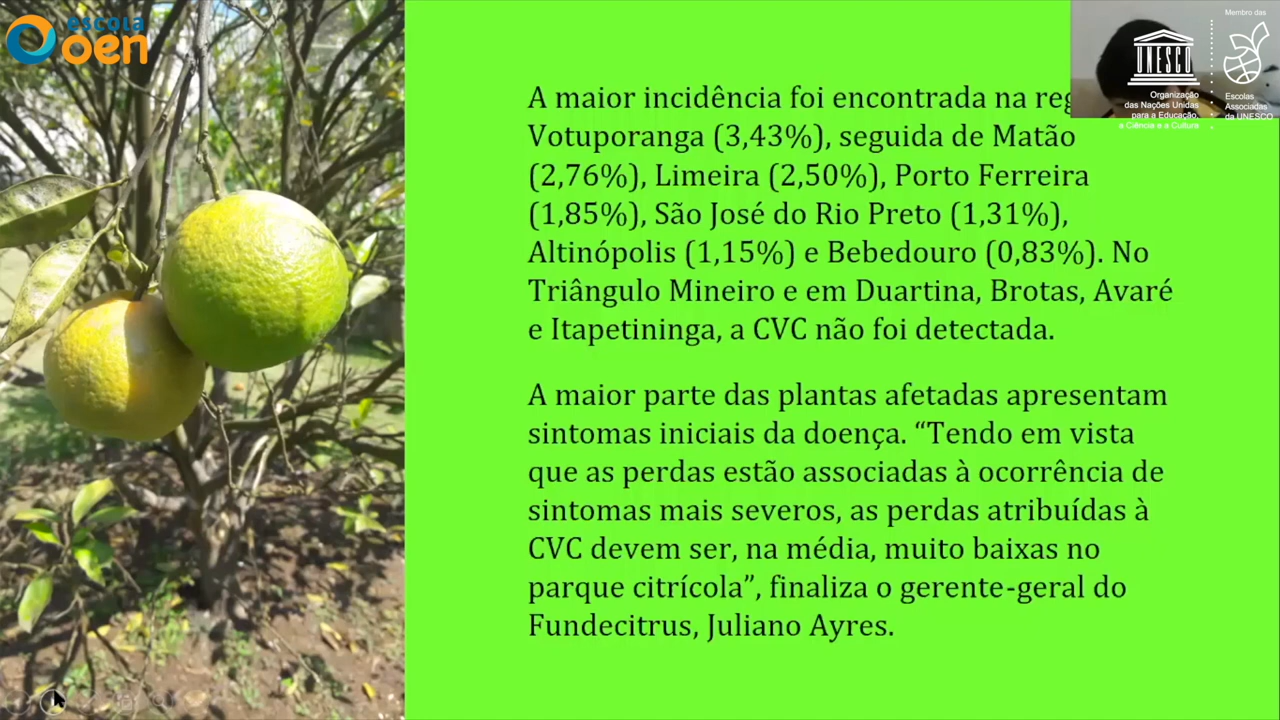 escola
oen
A maior incidência foi encontrada na
Votuporanga (3,43%), seguida de Matão
(2,76%), Limeira (2,50%), Porto Ferreira
(1,85%), São José do Rio Preto (1,31%),
Altinópolis (1,15%) e Bebedouro (0,83%). No
Triângulo Mineiro e em Duartina, Brotas, Avaré
e Itapetininga, a CVC não foi detectada.
A maior parte das plantas afetadas apresentam
sintomas iniciais da doença. “Tendo em vista
que as perdas estão associadas à ocorrência de
sintomas mais severos, as perdas atribuídas à
CVC devem ser, na média, muito baixas no
parque citrícola”, finaliza o gerente-geral do
Fundecitrus, Juliano Ayres.
UNESCO
Organização
das Nações Unidas
para a Educação,
a Ciência e a Cultura
Membro das
Escolas
Associadas
da UNESCO